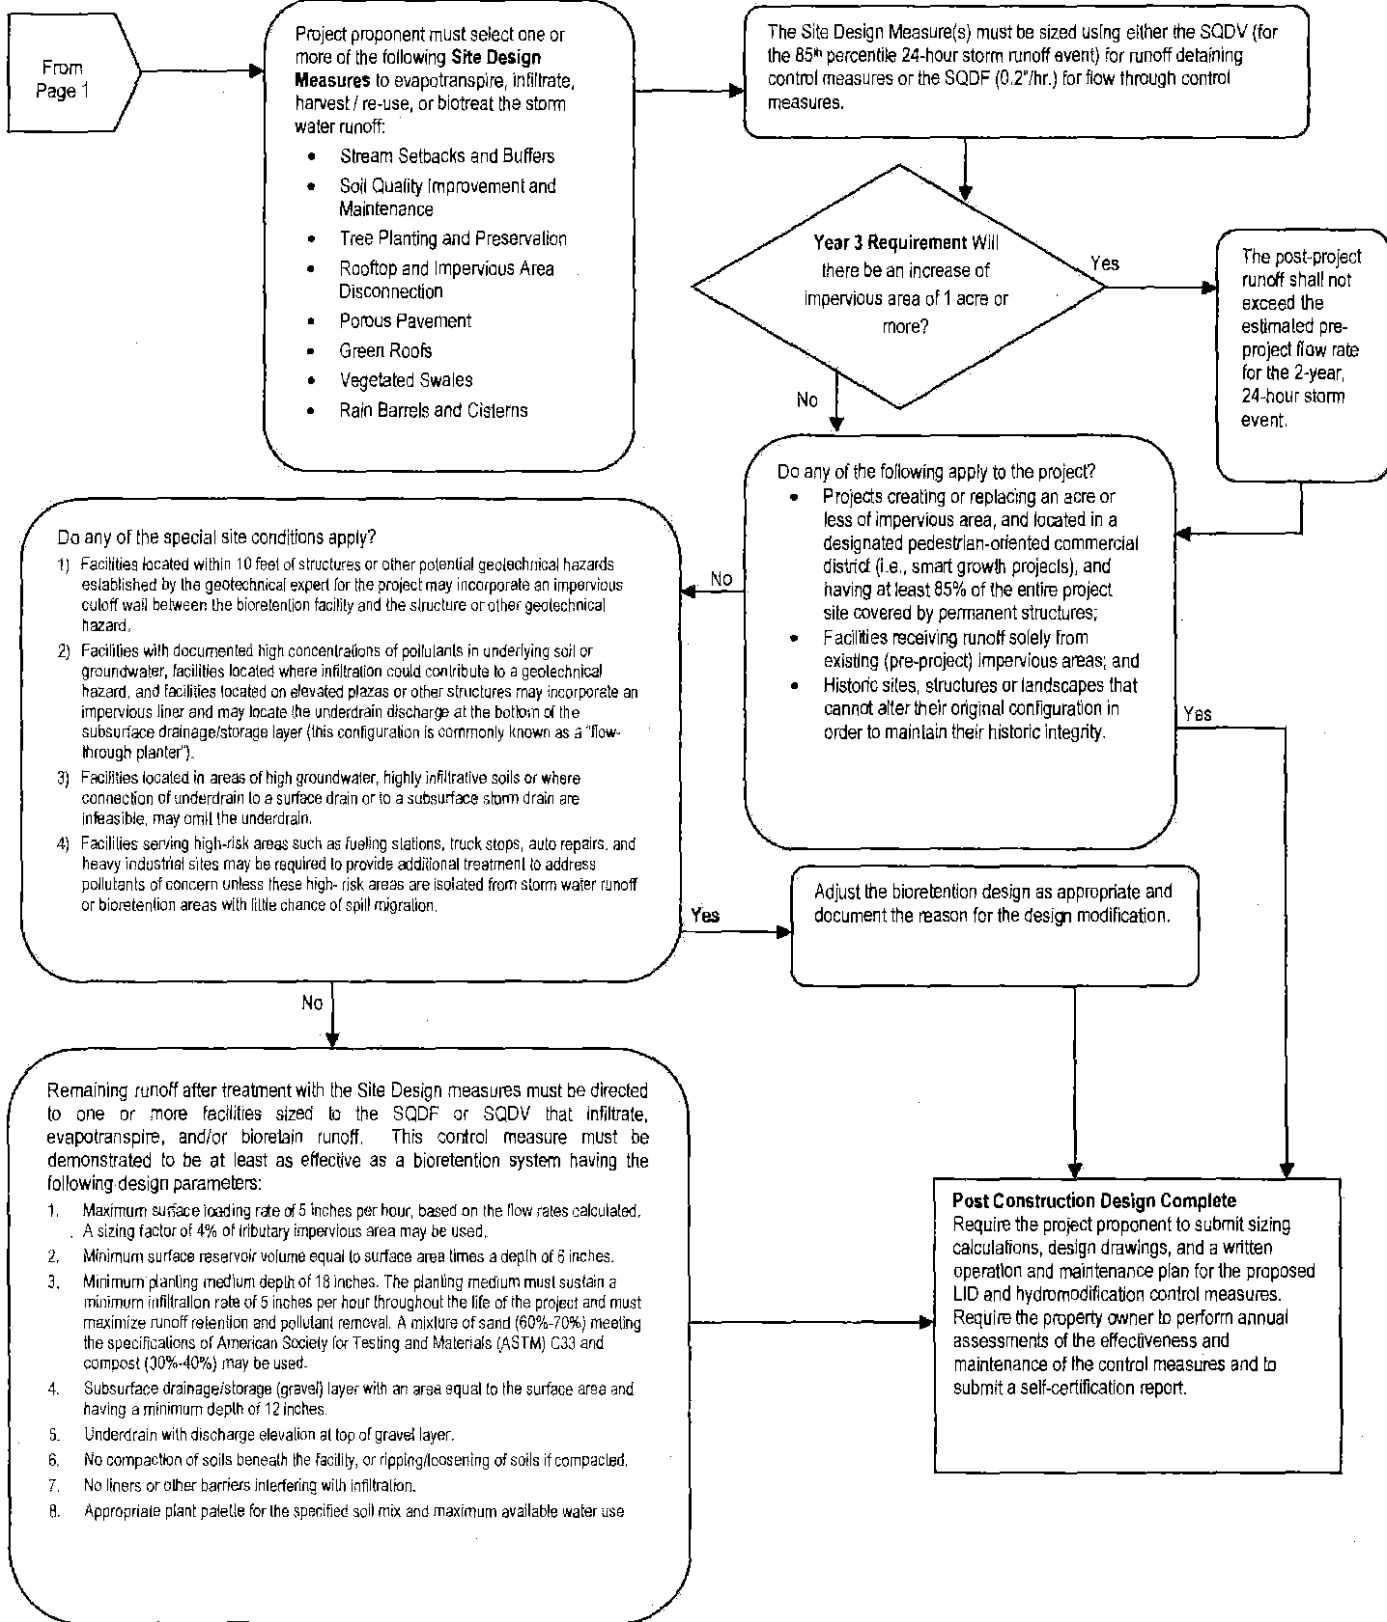 From
Page 1
Project proponent must select one or
more of the following Site Design
Measures to evapotranspire, infiltrate,
harvest / re-use, or biotreat the storm
water runoff:
• Stream Setbacks and Buffers
• Soil Quality Improvement and
Maintenance
• Tree Planting and Preservation
• Rooftop and Impervious Area
Disconnection
• Porous Pavement
• Green Roofs
• Vegetated Swales
• Rain Barrels and Cisterns
The Site Design Measure(s) must be sized using either the SQDV (for
the 85th percentile 24-hour storm runoff event) for runoff detaining
control measures or the SQDF (0.2"/hr.) for flow through control
measures.
Year 3 Requirement Will
there be an increase of
impervious area of 1 acre or
more?
Yes
No
The post-project
runoff shall not
exceed the
estimated pre-
project flow rate
for the 2-year,
24-hour storm
event.
Do any of the following apply to the project?
• Projects creating or replacing an acre or
less of impervious area, and located in a
designated pedestrian-oriented commercial
district (i.e., smart growth projects), and
having at least 85% of the entire project
site covered by permanent structures;
• Facilities receiving runoff solely from
existing (pre-project) impervious areas; and
• Historic sites, structures or landscapes that
cannot alter their original configuration in
order to maintain their historic integrity.
No
Yes
Do any of the special site conditions apply?
1) Facilities located within 10 feet of structures or other potential geotechnical hazards
established by the geotechnical expert for the project may incorporate an impervious
cutoff wall between the bioretention facility and the structure or other geotechnical
hazard.
2) Facilities with documented high concentrations of pollutants in underlying soil or
groundwater, facilities located where infiltration could contribute to a geotechnical
hazard, and facilities located on elevated plazas or other structures may incorporate an
impervious liner and may locate the underdrain discharge at the bottom of the
subsurface drainage/storage layer (this configuration is commonly known as a "flow-
through planter").
3) Facilities located in areas of high groundwater, highly infiltrative soils or where
connection of underdrain to a surface drain or to a subsurface storm drain are
infeasible, may omit the underdrain.
4) Facilities serving high-risk areas such as fueling stations, truck stops, auto repairs, and
heavy industrial sites may be required to provide additional treatment to address
pollutants of concern unless these high- risk areas are isolated from storm water runoff
or bioretention areas with little chance of spill migration.
Yes
Adjust the bioretention design as appropriate and
document the reason for the design modification.
No
Remaining runoff after treatment with the Site Design measures must be directed
to one or more facilities sized to the SQDF or SQDV that infiltrate,
evapotranspire, and/or bioretain runoff. This control measure must be
demonstrated to be at least as effective as a bioretention system having the
following design parameters:
1. Maximum surface loading rate of 5 inches per hour, based on the flow rates calculated.
A sizing factor of 4% of tributary impervious area may be used.
2. Minimum surface reservoir volume equal to surface area times a depth of 6 inches.
3. Minimum planting medium depth of 18 inches. The planting medium must sustain a
minimum infiltration rate of 5 inches per hour throughout the life of the project and must
maximize runoff retention and pollutant removal. A mixture of sand (60%-70%) meeting
the specifications of American Society for Testing and Materials (ASTM) C33 and
compost (30%-40%) may be used.
4. Subsurface drainage/storage (gravel) layer with an area equal to the surface area and
having a minimum depth of 12 inches.
5. Underdrain with discharge elevation at top of gravel layer.
6. No compaction of soils beneath the facility, or ripping/loosening of soils if compacted.
7. No liners or other barriers interfering with infiltration.
8. Appropriate plant palette for the specified soil mix and maximum available water use
Post Construction Design Complete
Require the project proponent to submit sizing
calculations, design drawings, and a written
operation and maintenance plan for the proposed
LID and hydromodification control measures.
Require the property owner to perform annual
assessments of the effectiveness and
maintenance of the control measures and to
submit a self-certification report.